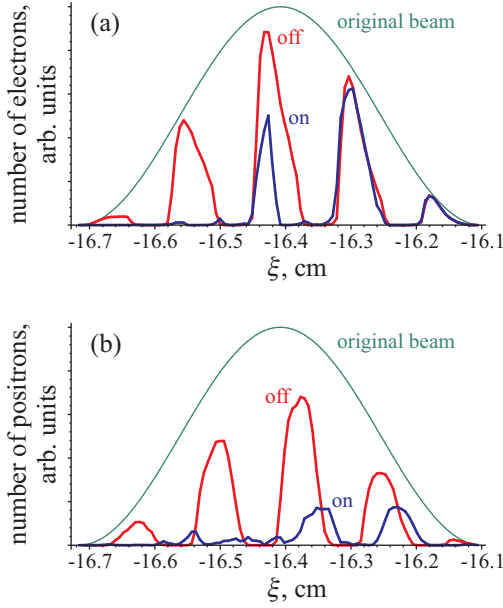 (a)
original beam
off
on
number of electrons,
arb. units
-16.7 -16.6 -16.5 -16.4 -16.3 -16.2 -16.1
ξ, cm
(b)
original beam
off
on
number of positrons,
arb. units
-16.7 -16.6 -16.5 -16.4 -16.3 -16.2 -16.1
ξ, cm